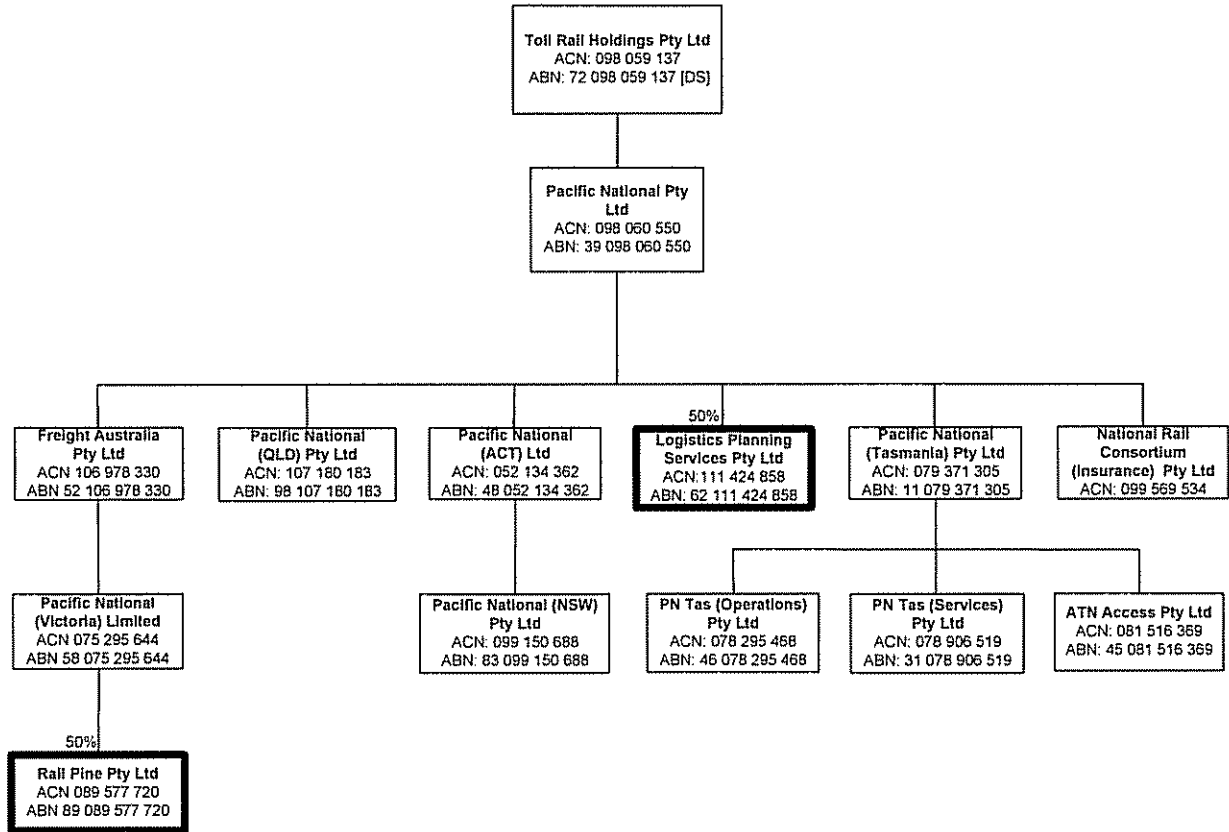 Toll Rail Holdings Pty Ltd
ACN: 098 059 137
ABN: 72 098 059 137 [DS]
Pacific National Pty
Ltd
ACN: 098 060 550
ABN: 39 098 060 550
Freight Australia
Pty Ltd
ACN 106 978 330
ABN 52 106 978 330
Pacific National
(QLD) Pty Ltd
ACN: 107 180 183
ABN: 98 107 180 183
Pacific National
(ACT) Ltd
ACN: 052 134 362
ABN: 48 052 134 362
50%
Logistics Planning
Services Pty Ltd
ACN:111 424 858
ABN: 62 111 424 858
Pacific National
(Tasmania) Pty Ltd
ACN: 079 371 305
ABN: 11 079 371 305
National Rail
Consortium
(Insurance) Pty Ltd
ACN: 099 569 534
Pacific National
(Victoria) Limited
ACN 075 295 644
ABN 58 075 295 644
Pacific National (NSW)
Pty Ltd
ACN: 099 150 688
ABN: 83 099 150 688
PN Tas (Operations)
Pty Ltd
ACN: 078 295 468
ABN: 46 078 295 468
PN Tas (Services)
Pty Ltd
ACN: 078 906 519
ABN: 31 078 906 519
ATN Access Pty Ltd
ACN: 081 516 369
ABN: 45 081 516 369
50%
Rail Pine Pty Ltd
ACN 089 577 720
ABN 89 089 577 720